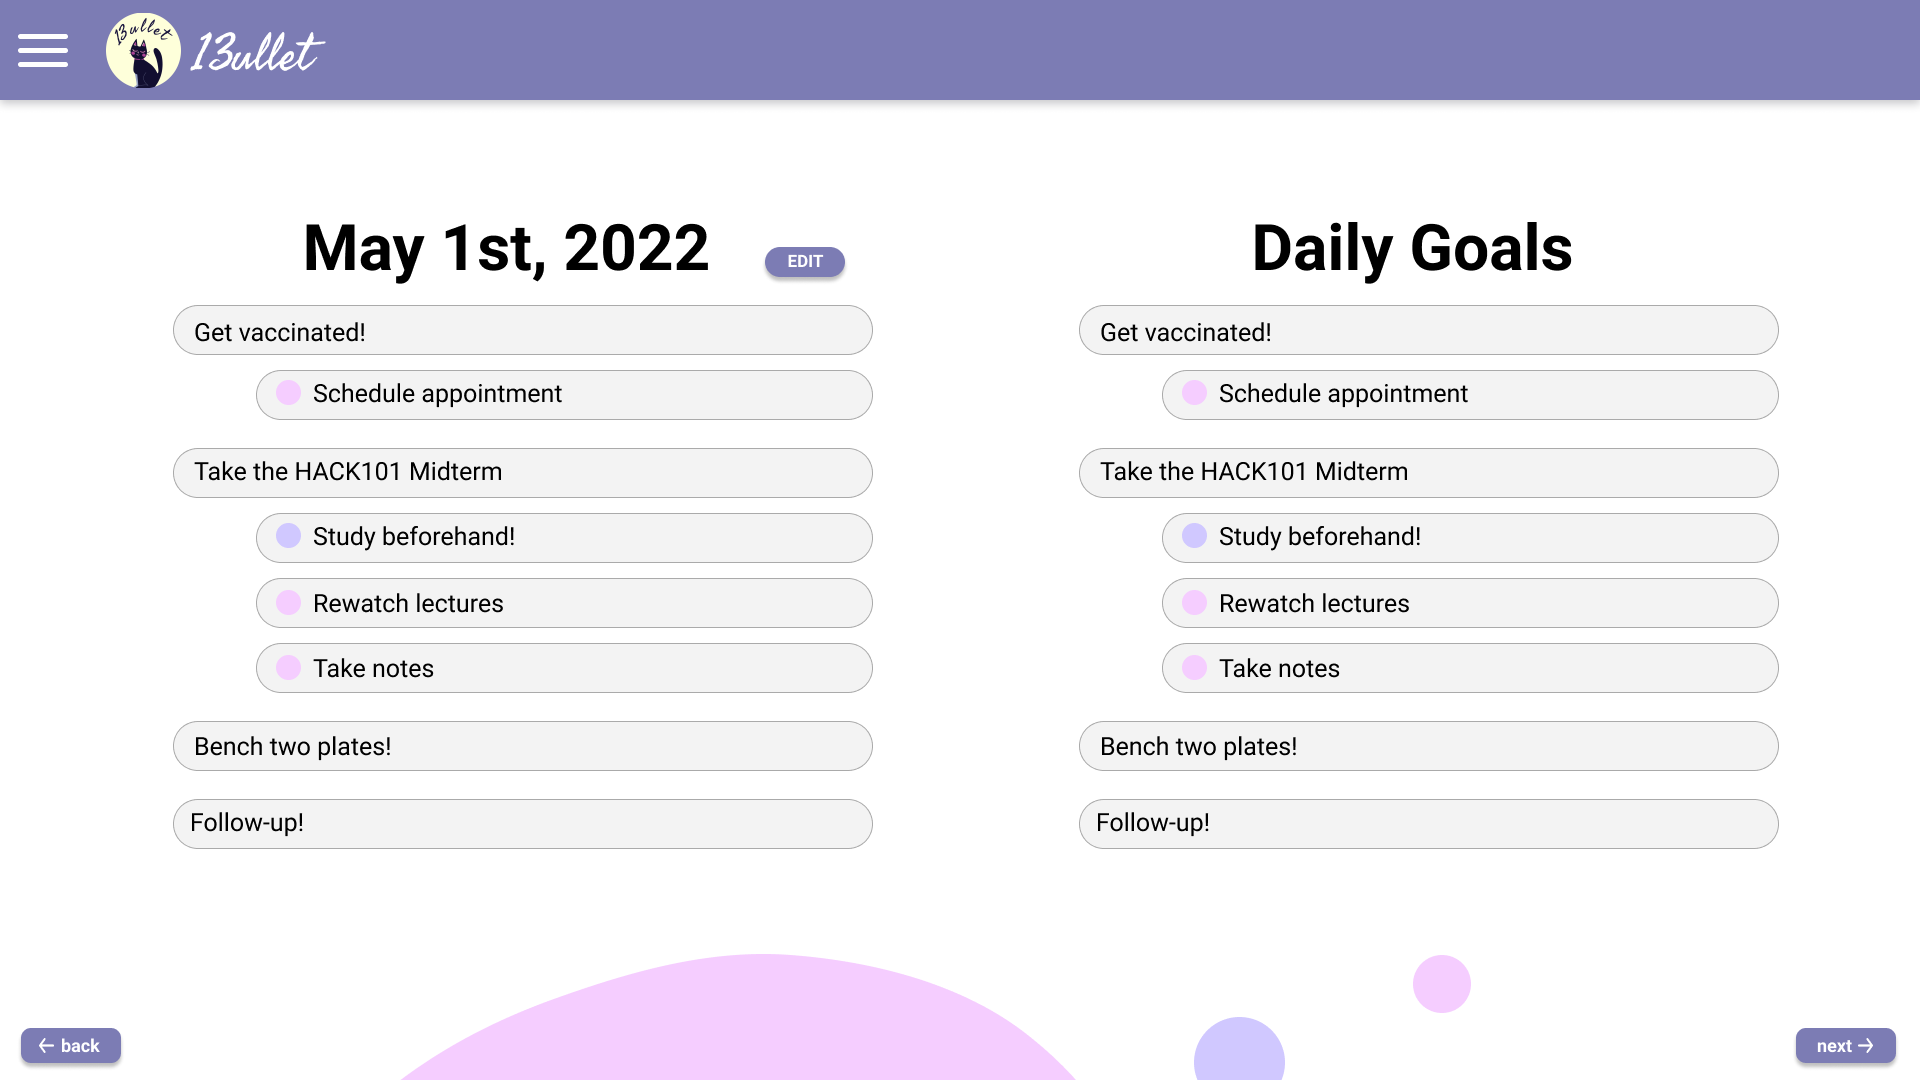 13ullet
13ullet
May 1st, 2022
EDIT
Get vaccinated!
Schedule appointment
Take the HACK101 Midterm
Study beforehand!
Rewatch lectures
Take notes
Bench two plates!
Follow-up!
Daily Goals
Get vaccinated!
Schedule appointment
Take the HACK101 Midterm
Study beforehand!
Rewatch lectures
Take notes
Bench two plates!
Follow-up!
← back
next →